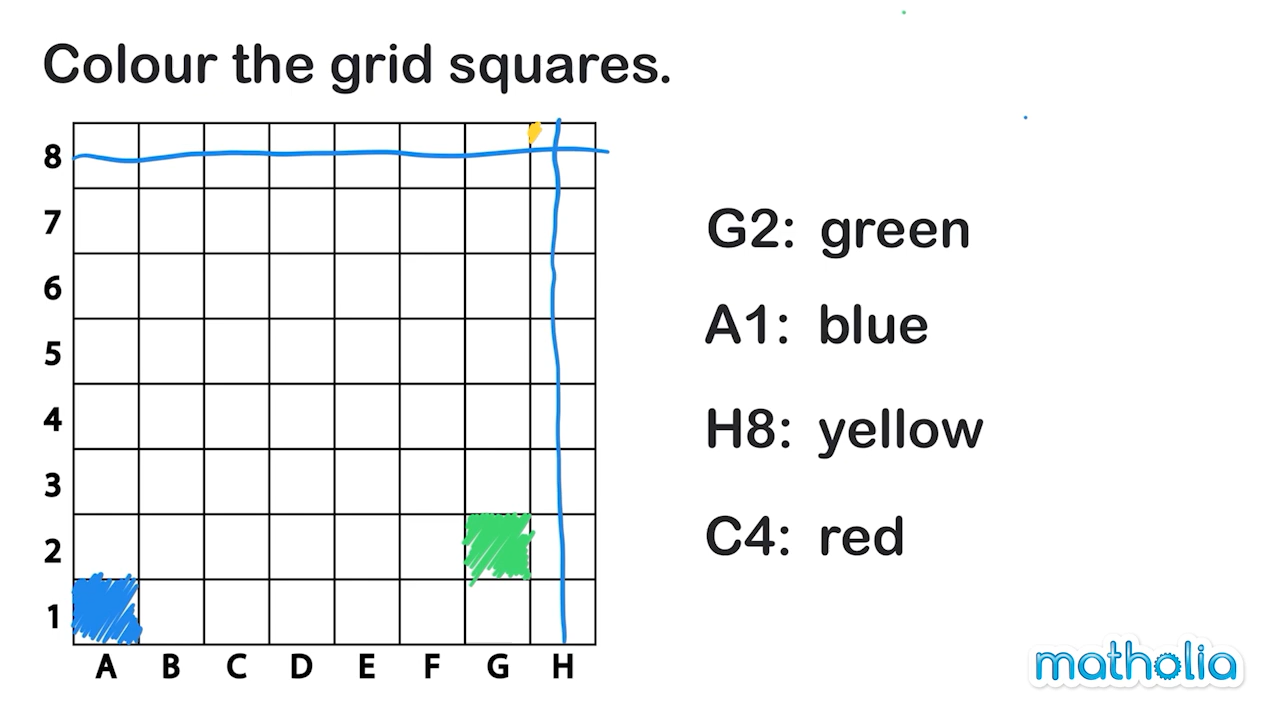 Colour the grid squares.
8
7
6
5
4
3
2
1
A B C D E F G H
G2: green
A1: blue
H8: yellow
C4: red
matholia